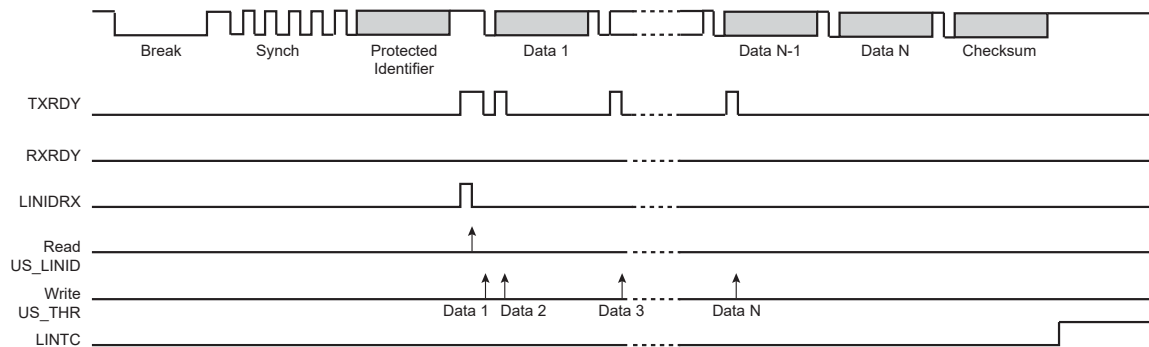 Break Synch Protected Identifier Data 1 Data N-1 Data N Checksum
TXRDY
RXRDY
LINIDRX
Read
US_LINID
Write
US_THR
Data 1 Data 2 Data 3 Data N
LINTC